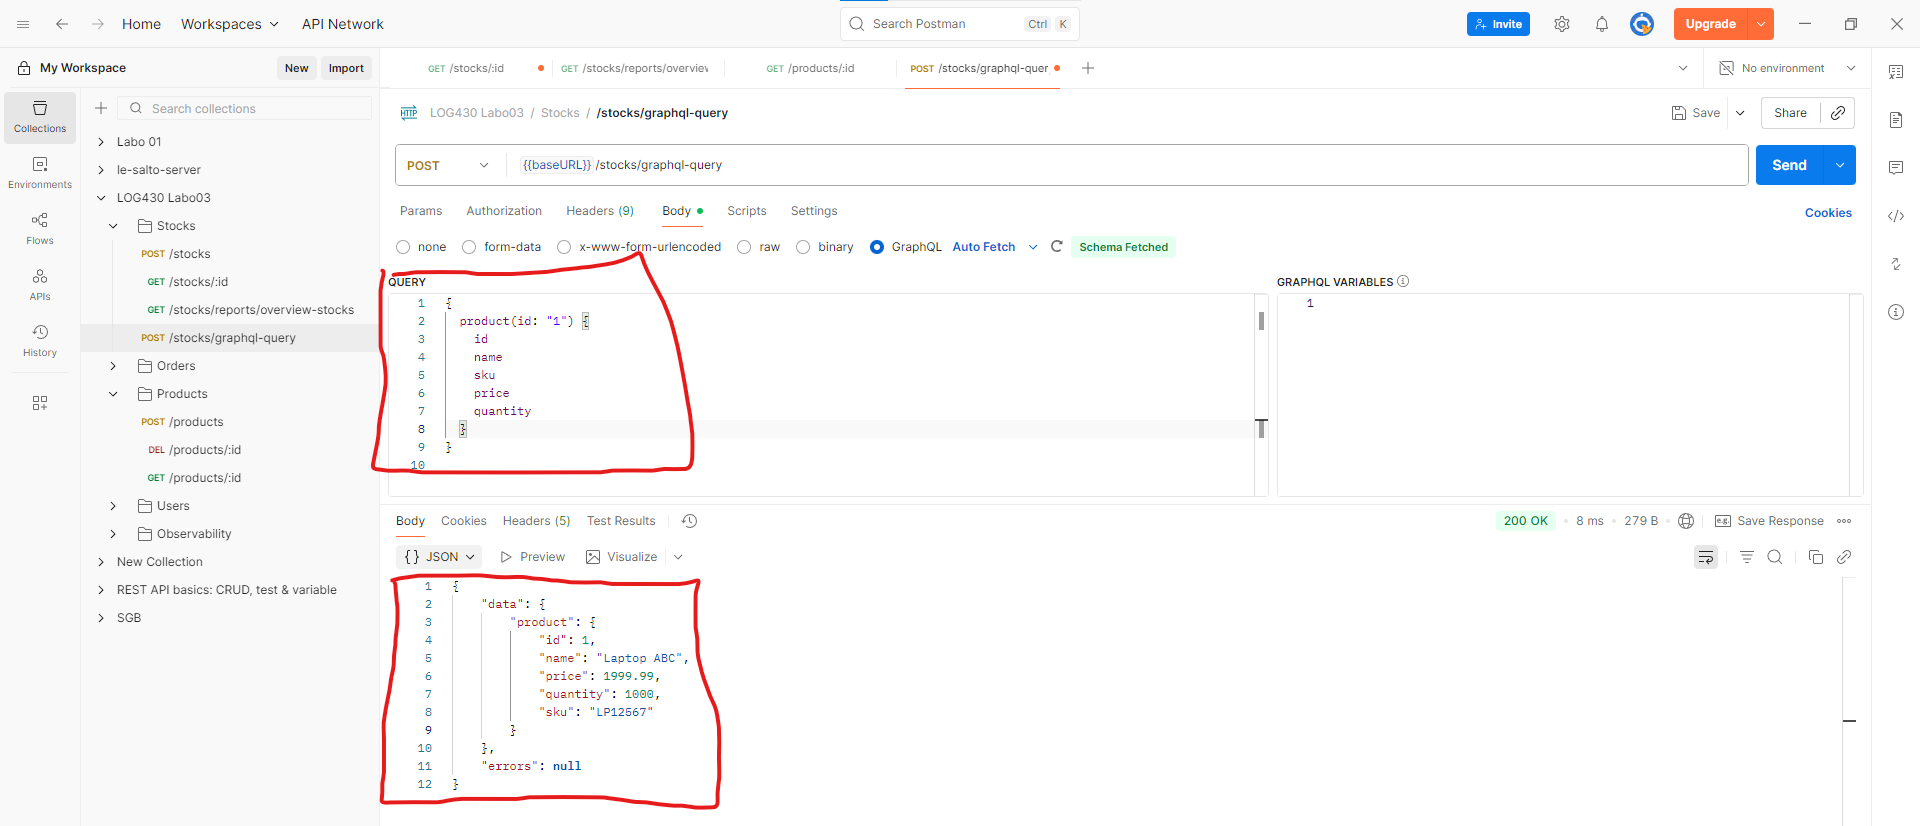 Home Workspaces API Network Search Postman Ctrl K Invite Upgrade
My Workspace New Import
GET /stocks/:id GET /stocks/reports/overview POST /stocks/graphql-quer No environment
GET /products/:id
Search collections
Collections
Environments
Flows
APIs
History
Labo 01
le-salto-server
LOG430 Labo03
Stocks
POST /stocks
GET /stocks/:id
GET /stocks/reports/overview-stocks
POST /stocks/graphql-query
Orders
Products
POST /products
DEL /products/:id
GET /products/:id
Users
Observability
New Collection
REST API basics: CRUD, test & variable
SGB
HTTP LOG430 Labo03 / Stocks / /stocks/graphql-query Save Share
POST {{baseURL}} /stocks/graphql-query Send
Params Authorization Headers (9) Body Scripts Settings Cookies
none form-data x-www-form-urlencoded raw binary GraphQL Auto Fetch Schema Fetched
QUERY
1 {
2 product(id: "1") {
3 id
4 name
5 sku
6 price
7 quantity
8 }
9 }
10
GRAPHQL VARIABLES
1
Body Cookies Headers (5) Test Results 200 OK 8 ms 279 B e.g. Save Response
{} JSON Preview Visualize
1 {
2 "data": {
3 "product": {
4 "id": 1,
5 "name": "Laptop ABC",
6 "price": 1999.99,
7 "quantity": 1000,
8 "sku": "LP12567"
9 }
10 },
11 "errors": null
12 }